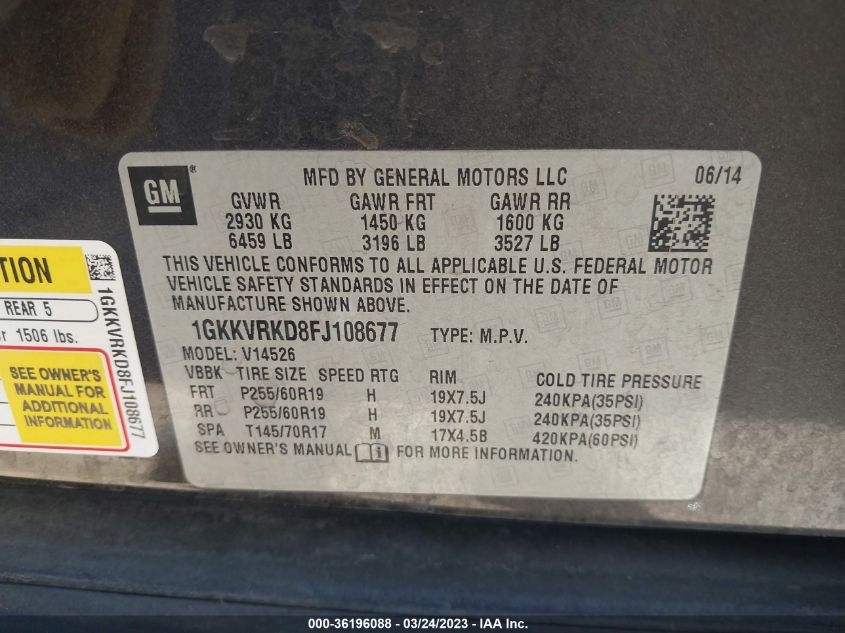 GM
®
MFD BY GENERAL MOTORS LLC 06/14
GVWR GAWR FRT GAWR RR
2930 KG 1450 KG 1600 KG
6459 LB 3196 LB 3527 LB
THIS VEHICLE CONFORMS TO ALL APPLICABLE U.S. FEDERAL MOTOR
VEHICLE SAFETY STANDARDS IN EFFECT ON THE DATE OF
MANUFACTURE SHOWN ABOVE.
1GKKVRKD8FJ108677 TYPE: M.P.V.
MODEL: V14526
VBBK TIRE SIZE SPEED RTG RIM COLD TIRE PRESSURE
FRT P255/60R19 H 19X7.5J 240KPA(35PSI)
RR P255/60R19 H 19X7.5J 240KPA(35PSI)
SPA T145/70R17 M 17X4.5B 420KPA(60PSI)
SEE OWNER'S MANUAL FOR MORE INFORMATION.
REAR 5
1506 lbs.
SEE OWNER'S
MANUAL FOR
ADDITIONAL
INFORMATION
1GKKVRKD8FJ108677
000-36196088 - 03/24/2023 - IAA Inc.